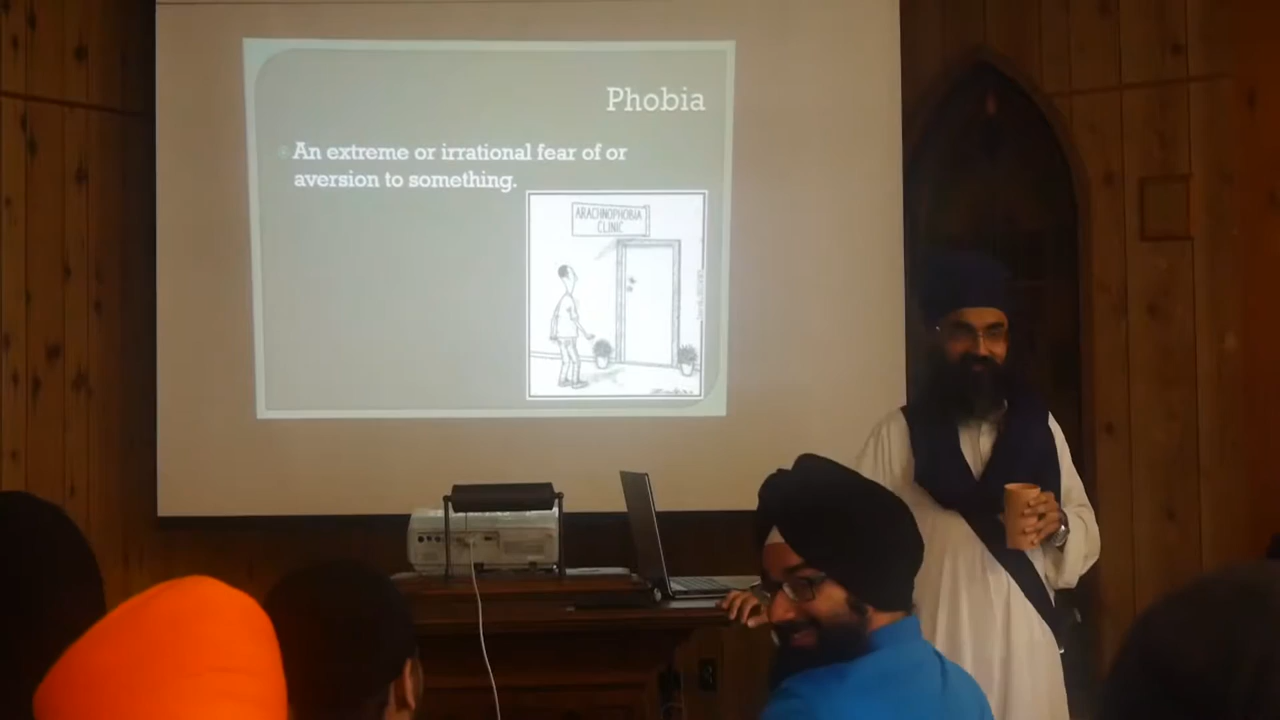 Phobia
An extreme or irrational fear of or
aversion to something.
ARACHNOPHOBIA
CLINIC